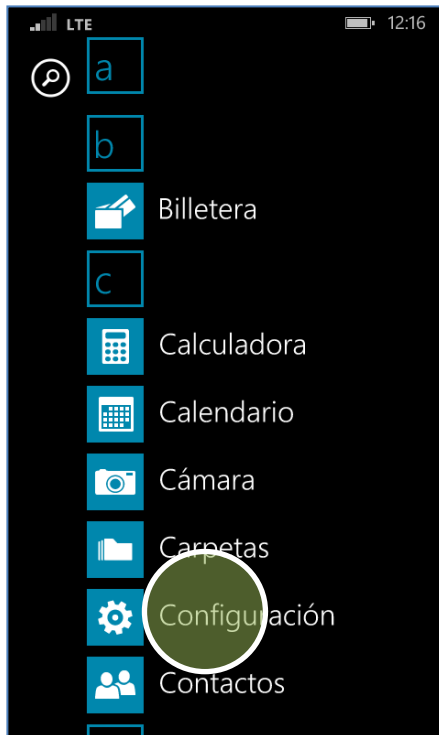 LTE 12:16
a
b
Billetera
c
Calculadora
Calendario
Cámara
Carpetas
Configuración
Contactos